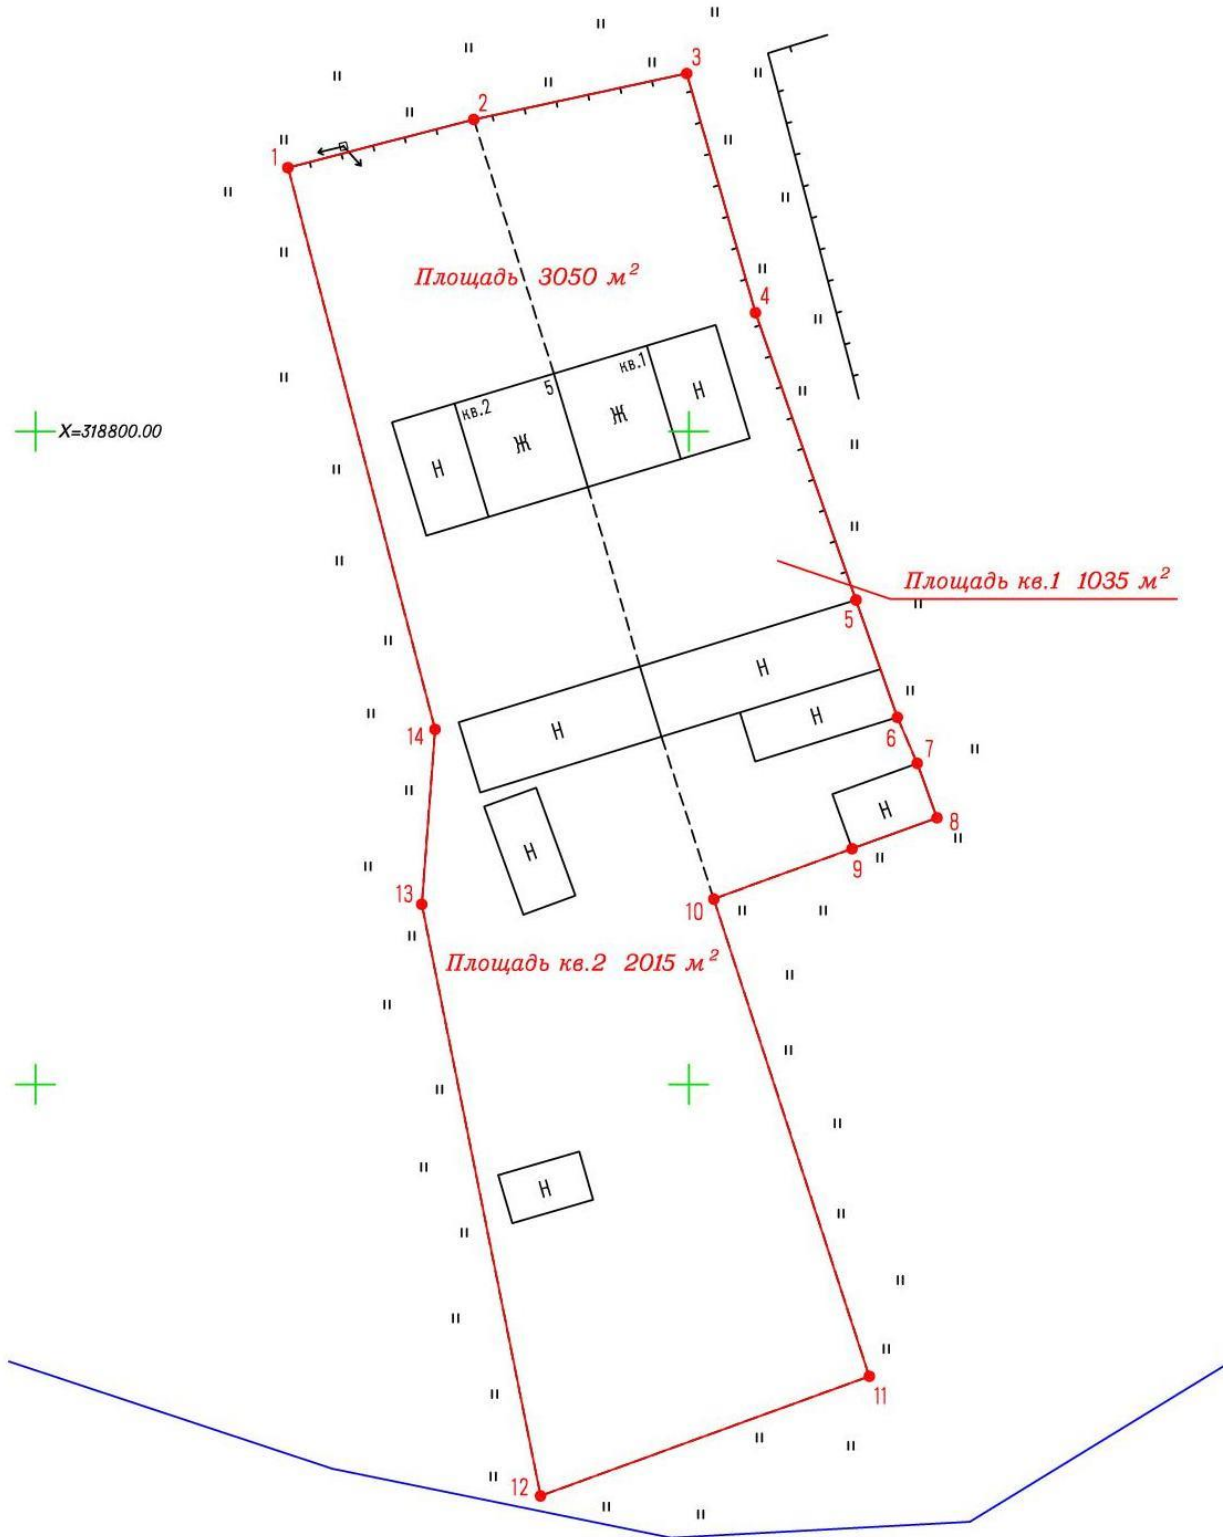 3
2
1
Площадь 3050 м²
4
кв.1
5
кв.2
Ж
Н
Ж
Н
X=318800.00
Площадь кв.1 1035 м²
5
Н
Н
Н
6
7
14
Н
8
Н
9
13
10
Площадь кв.2 2015 м²
Н
11
12